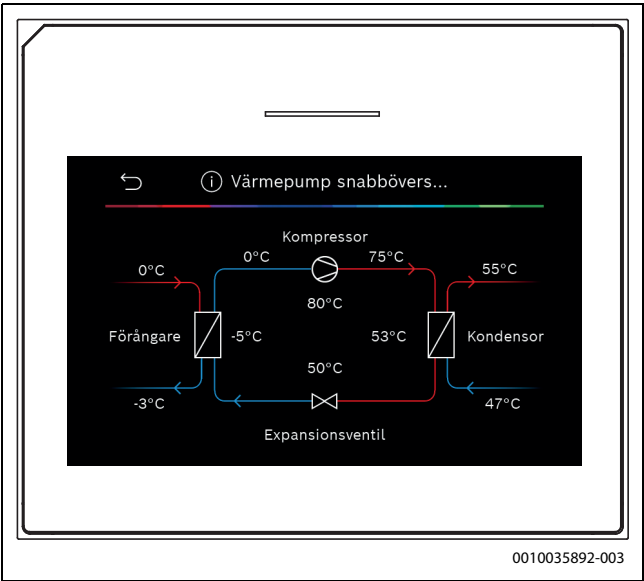 Värmepump snabbövers...
Kompressor
0°C
75°C
0°C
55°C
80°C
Förångare
-5°C
53°C
Kondensor
50°C
-3°C
47°C
Expansionsventil
0010035892-003